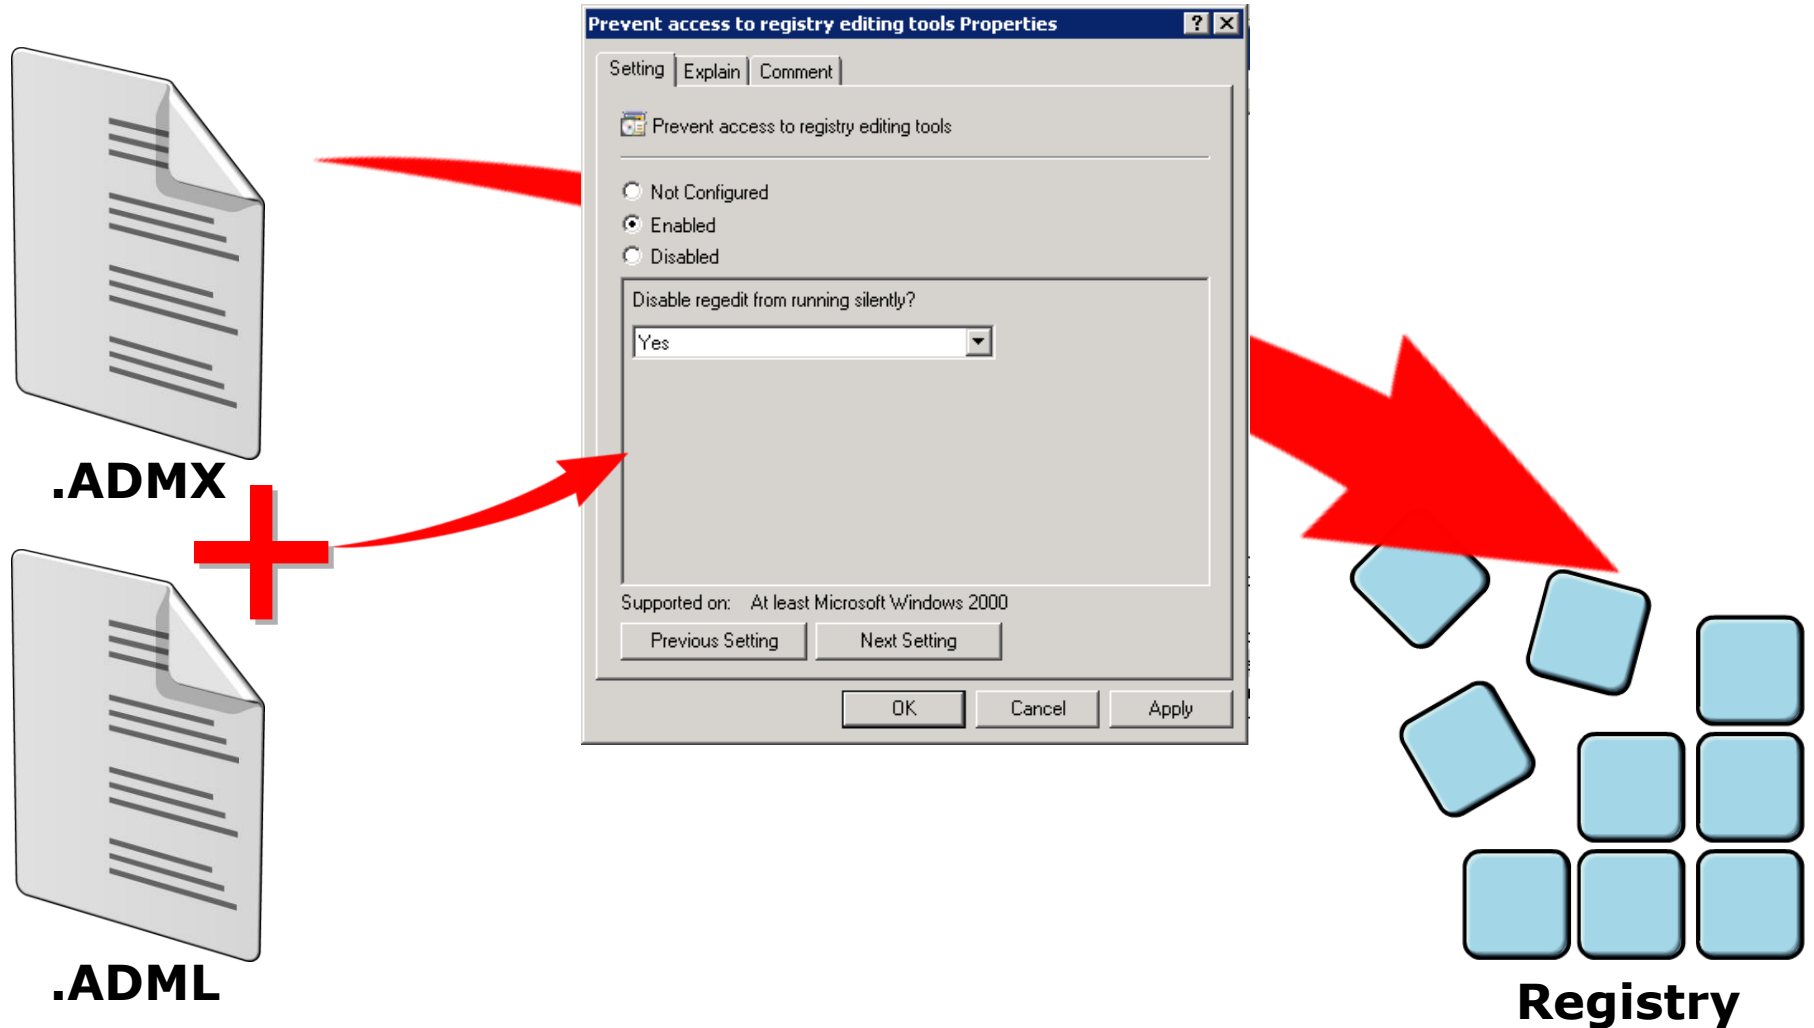 Prevent access to registry editing tools Properties
Setting Explain Comment
Prevent access to registry editing tools
Not Configured
Enabled
Disabled
Disable regedit from running silently?
Yes
Supported on: At least Microsoft Windows 2000
Previous Setting Next Setting
OK Cancel Apply
.ADMX
.ADML
Registry